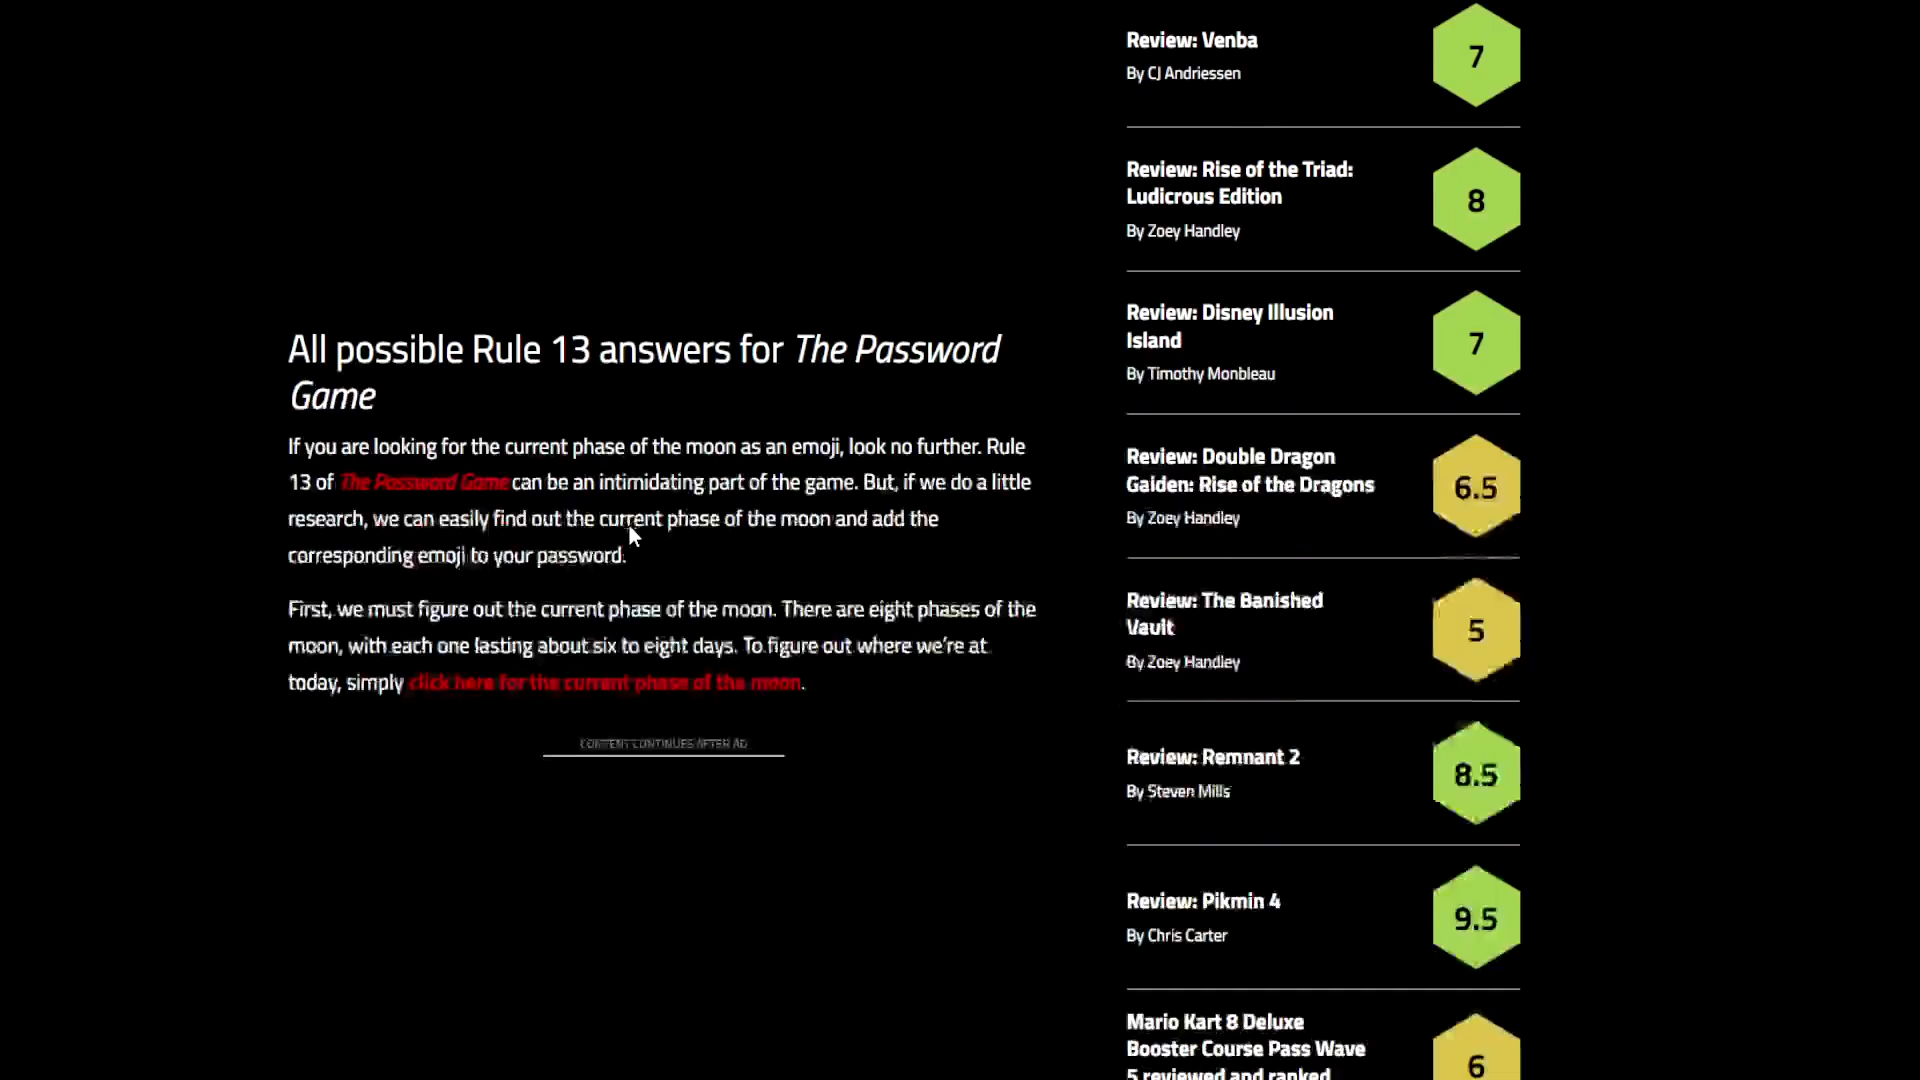 All possible Rule 13 answers for The Password
Game
If you are looking for the current phase of the moon as an emoji, look no further. Rule
13 of The Password Game can be an intimidating part of the game. But, if we do a little
research, we can easily find out the current phase of the moon and add the
corresponding emoji to your password.
First, we must figure out the current phase of the moon. There are eight phases of the
moon, with each one lasting about six to eight days. To figure out where we're at
today, simply click here for the current phase of the moon.
CONTENT CONTINUES AFTER AD
Review: Venba
By CJ Andriessen
7
Review: Rise of the Triad:
Ludicrous Edition
By Zoey Handley
8
Review: Disney Illusion
Island
By Timothy Monbleau
7
Review: Double Dragon
Gaiden: Rise of the Dragons
By Zoey Handley
6.5
Review: The Banished
Vault
By Zoey Handley
5
Review: Remnant 2
By Steven Mills
8.5
Review: Pikmin 4
By Chris Carter
9.5
Mario Kart 8 Deluxe
Booster Course Pass Wave
5 reviewed and ranked
6